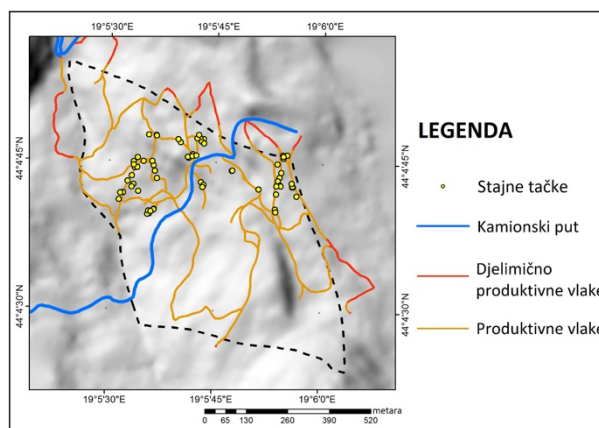 19°5'30"E
19°5'45"E
19°6'0"E
44°4'45"N
44°4'45"N
44°4'30"N
44°4'30"N
19°5'30"E
19°5'45"E
19°6'0"E
LEGENDA
Stajne tačke
Kamionski put
Djelimično
produktivne vlake
Produktivne vlake
metara
0 65 130 260 390 520